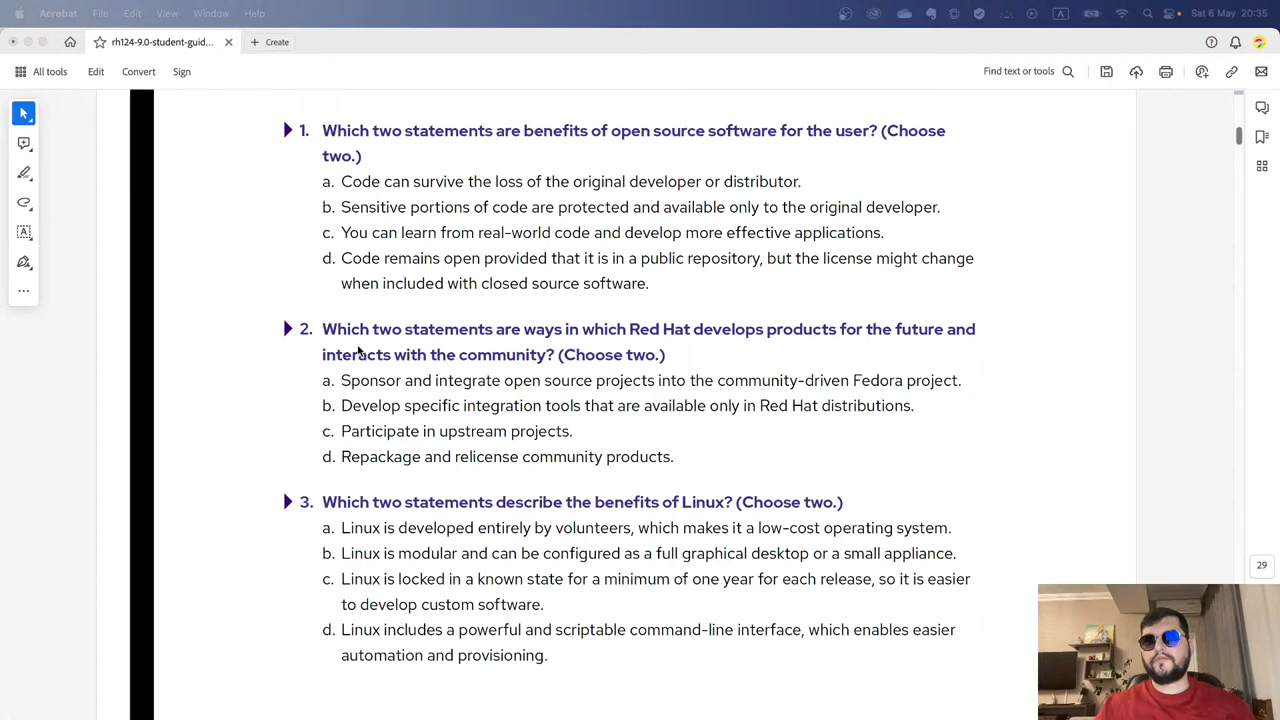 Acrobat File Edit View Window Help
A
Sat 6 May 20:35
rh124-9.0-student-guid...
Create
All tools Edit Convert Sign
Find text or tools
1. Which two statements are benefits of open source software for the user? (Choose
two.)
a. Code can survive the loss of the original developer or distributor.
b. Sensitive portions of code are protected and available only to the original developer.
c. You can learn from real-world code and develop more effective applications.
d. Code remains open provided that it is in a public repository, but the license might change
when included with closed source software.
2. Which two statements are ways in which Red Hat develops products for the future and
interacts with the community? (Choose two.)
a. Sponsor and integrate open source projects into the community-driven Fedora project.
b. Develop specific integration tools that are available only in Red Hat distributions.
c. Participate in upstream projects.
d. Repackage and relicense community products.
3. Which two statements describe the benefits of Linux? (Choose two.)
a. Linux is developed entirely by volunteers, which makes it a low-cost operating system.
b. Linux is modular and can be configured as a full graphical desktop or a small appliance.
c. Linux is locked in a known state for a minimum of one year for each release, so it is easier
to develop custom software.
d. Linux includes a powerful and scriptable command-line interface, which enables easier
automation and provisioning.
29